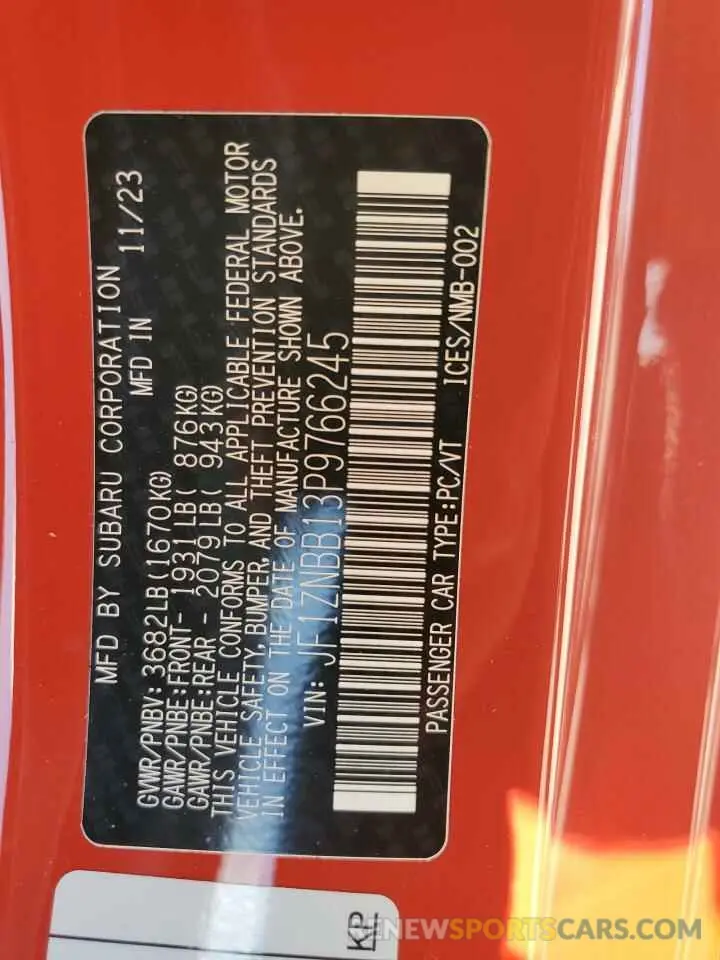 MFD BY SUBARU CORPORATION
MFD IN 11/23
GVWR/PNBV: 3682LB(1670KG)
GAWR/PNBE:FRONT- 1931LB( 876KG)
GAWR/PNBE:REAR - 2079LB( 943KG)
THIS VEHICLE CONFORMS TO ALL APPLICABLE FEDERAL MOTOR
VEHICLE SAFETY, BUMPER, AND THEFT PREVENTION STANDARDS
IN EFFECT ON THE DATE OF MANUFACTURE SHOWN ABOVE.
VIN: JF1ZNBB13P9766245
PASSENGER CAR TYPE:PC/VT ICES/NMB-002
KP
RENEWSPORTSCARS.COM